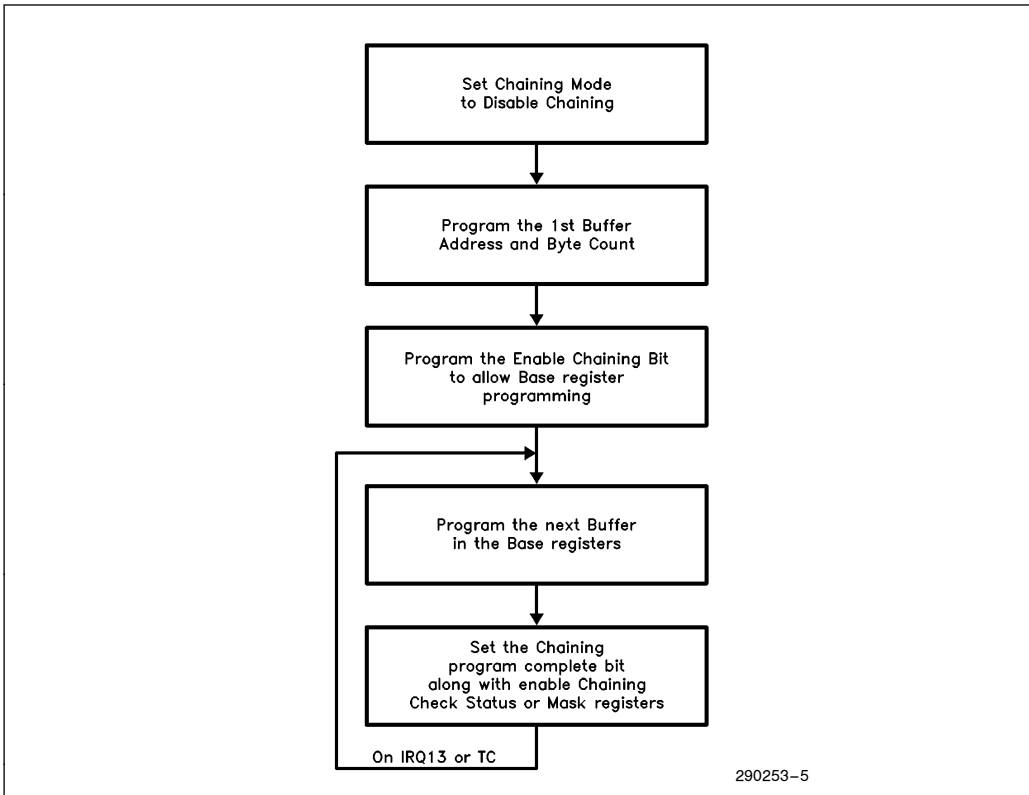 Set Chaining Mode
to Disable Chaining
Program the 1st Buffer
Address and Byte Count
Program the Enable Chaining Bit
to allow Base register
programming
Program the next Buffer
in the Base registers
Set the Chaining
program complete bit
along with enable Chaining
Check Status or Mask registers
On IRQ13 or TC
290253–5